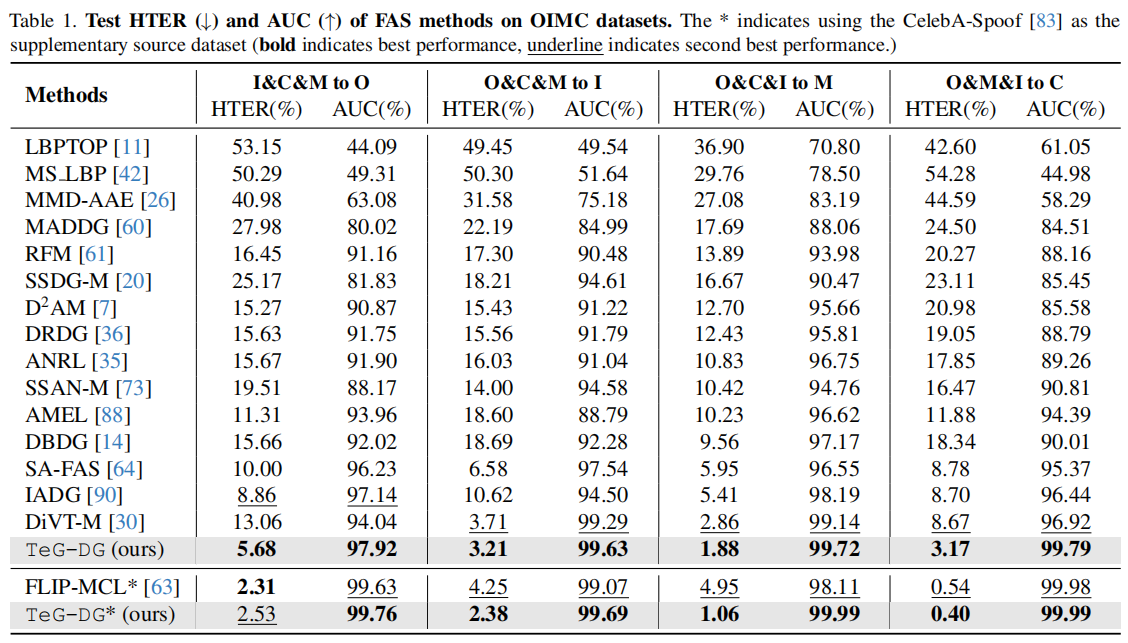 Table 1. Test HTER (↓) and AUC (↑) of FAS methods on OIMC datasets. The * indicates using the CelebA-Spoof [83] as the
supplementary source dataset (bold indicates best performance, underline indicates second best performance.)
Methods I&C&M to O O&C&M to I O&C&I to M O&M&I to C
HTER(%) AUC(%) HTER(%) AUC(%) HTER(%) AUC(%) HTER(%) AUC(%)
LBPTOP [11] 53.15 44.09 49.45 49.54 36.90 70.80 42.60 61.05
MS_LBP [42] 50.29 49.31 50.30 51.64 29.76 78.50 54.28 44.98
MMD-AAE [26] 40.98 63.08 31.58 75.18 27.08 83.19 44.59 58.29
MADDG [60] 27.98 80.02 22.19 84.99 17.69 88.06 24.50 84.51
RFM [61] 16.45 91.16 17.30 90.48 13.89 93.98 20.27 88.16
SSDG-M [20] 25.17 81.83 18.21 94.61 16.67 90.47 23.11 85.45
D²AM [7] 15.27 90.87 15.43 91.22 12.70 95.66 20.98 85.58
DRDG [36] 15.63 91.75 15.56 91.79 12.43 95.81 19.05 88.79
ANRL [35] 15.67 91.90 16.03 91.04 10.83 96.75 17.85 89.26
SSAN-M [73] 19.51 88.17 14.00 94.58 10.42 94.76 16.47 90.81
AMEL [88] 11.31 93.96 18.60 88.79 10.23 96.62 11.88 94.39
DBDG [14] 15.66 92.02 18.69 92.28 9.56 97.17 18.34 90.01
SA-FAS [64] 10.00 96.23 6.58 97.54 5.95 96.55 8.78 95.37
IADG [90] 8.86 97.14 10.62 94.50 5.41 98.19 8.70 96.44
DiVT-M [30] 13.06 94.04 3.71 99.29 2.86 99.14 8.67 96.92
TeG-DG (ours) 5.68 97.92 3.21 99.63 1.88 99.72 3.17 99.79
FLIP-MCL* [63] 2.31 99.63 4.25 99.07 4.95 98.11 0.54 99.98
TeG-DG* (ours) 2.53 99.76 2.38 99.69 1.06 99.99 0.40 99.99